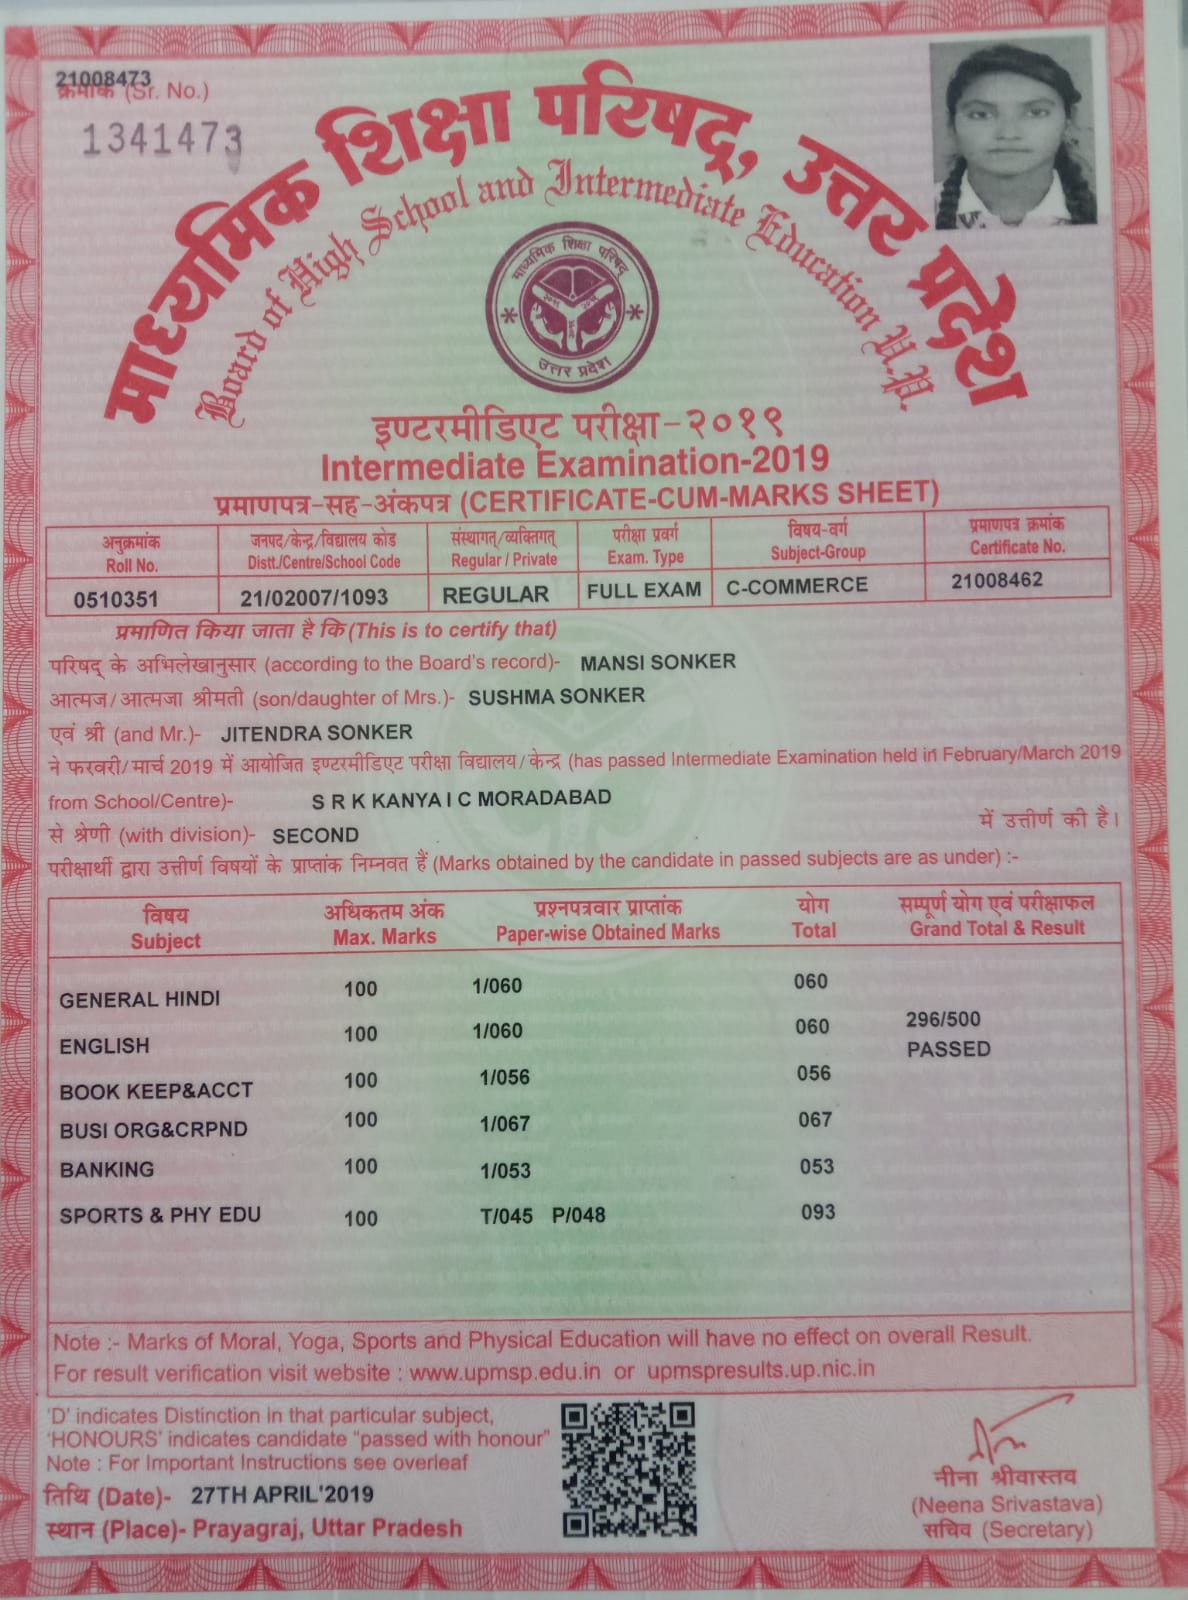 21008473
क्रमांक (Sr. No.)
1341473
माध्यमिक शिक्षा परिषद्, उत्तर प्रदेश
Board of High School and Intermediate Education U.P.
माध्यमिक शिक्षा परिषद्
उत्तर प्रदेश
इण्टरमीडिएट परीक्षा-२०१९
Intermediate Examination-2019
प्रमाणपत्र-सह-अंकपत्र (CERTIFICATE-CUM-MARKS SHEET)
अनुक्रमांक जनपद/केन्द्र/विद्यालय कोड संस्थागत्/व्यक्तिगत् परीक्षा प्रवर्ग विषय-वर्ग प्रमाणपत्र क्रमांक
Roll No. Distt./Centre/School Code Regular / Private Exam. Type Subject-Group Certificate No.
0510351 21/02007/1093 REGULAR FULL EXAM C-COMMERCE 21008462
प्रमाणित किया जाता है कि (This is to certify that)
परिषद् के अभिलेखानुसार (according to the Board's record)- MANSI SONKER
आत्मज/आत्मजा श्रीमती (son/daughter of Mrs.)- SUSHMA SONKER
एवं श्री (and Mr.)- JITENDRA SONKER
ने फरवरी/मार्च 2019 में आयोजित इण्टरमीडिएट परीक्षा विद्यालय/केन्द्र (has passed Intermediate Examination held in February/March 2019
from School/Centre)- S R K KANYA I C MORADABAD
से श्रेणी (with division)- SECOND में उत्तीर्ण की है।
परीक्षार्थी द्वारा उत्तीर्ण विषयों के प्राप्तांक निम्नवत हैं (Marks obtained by the candidate in passed subjects are as under) :-
विषय अधिकतम अंक प्रश्नपत्रवार प्राप्तांक योग सम्पूर्ण योग एवं परीक्षाफल
Subject Max. Marks Paper-wise Obtained Marks Total Grand Total & Result
GENERAL HINDI 100 1/060 060
ENGLISH 100 1/060 060 296/500
PASSED
BOOK KEEP&ACCT 100 1/056 056
BUSI ORG&CRPND 100 1/067 067
BANKING 100 1/053 053
SPORTS & PHY EDU 100 T/045 P/048 093
Note :- Marks of Moral, Yoga, Sports and Physical Education will have no effect on overall Result.
For result verification visit website : www.upmsp.edu.in or upmspresults.up.nic.in
'D' indicates Distinction in that particular subject,
'HONOURS' indicates candidate "passed with honour"
Note : For Important Instructions see overleaf
तिथि (Date)- 27TH APRIL'2019
स्थान (Place)- Prayagraj, Uttar Pradesh
नीना श्रीवास्तव
(Neena Srivastava)
सचिव (Secretary)